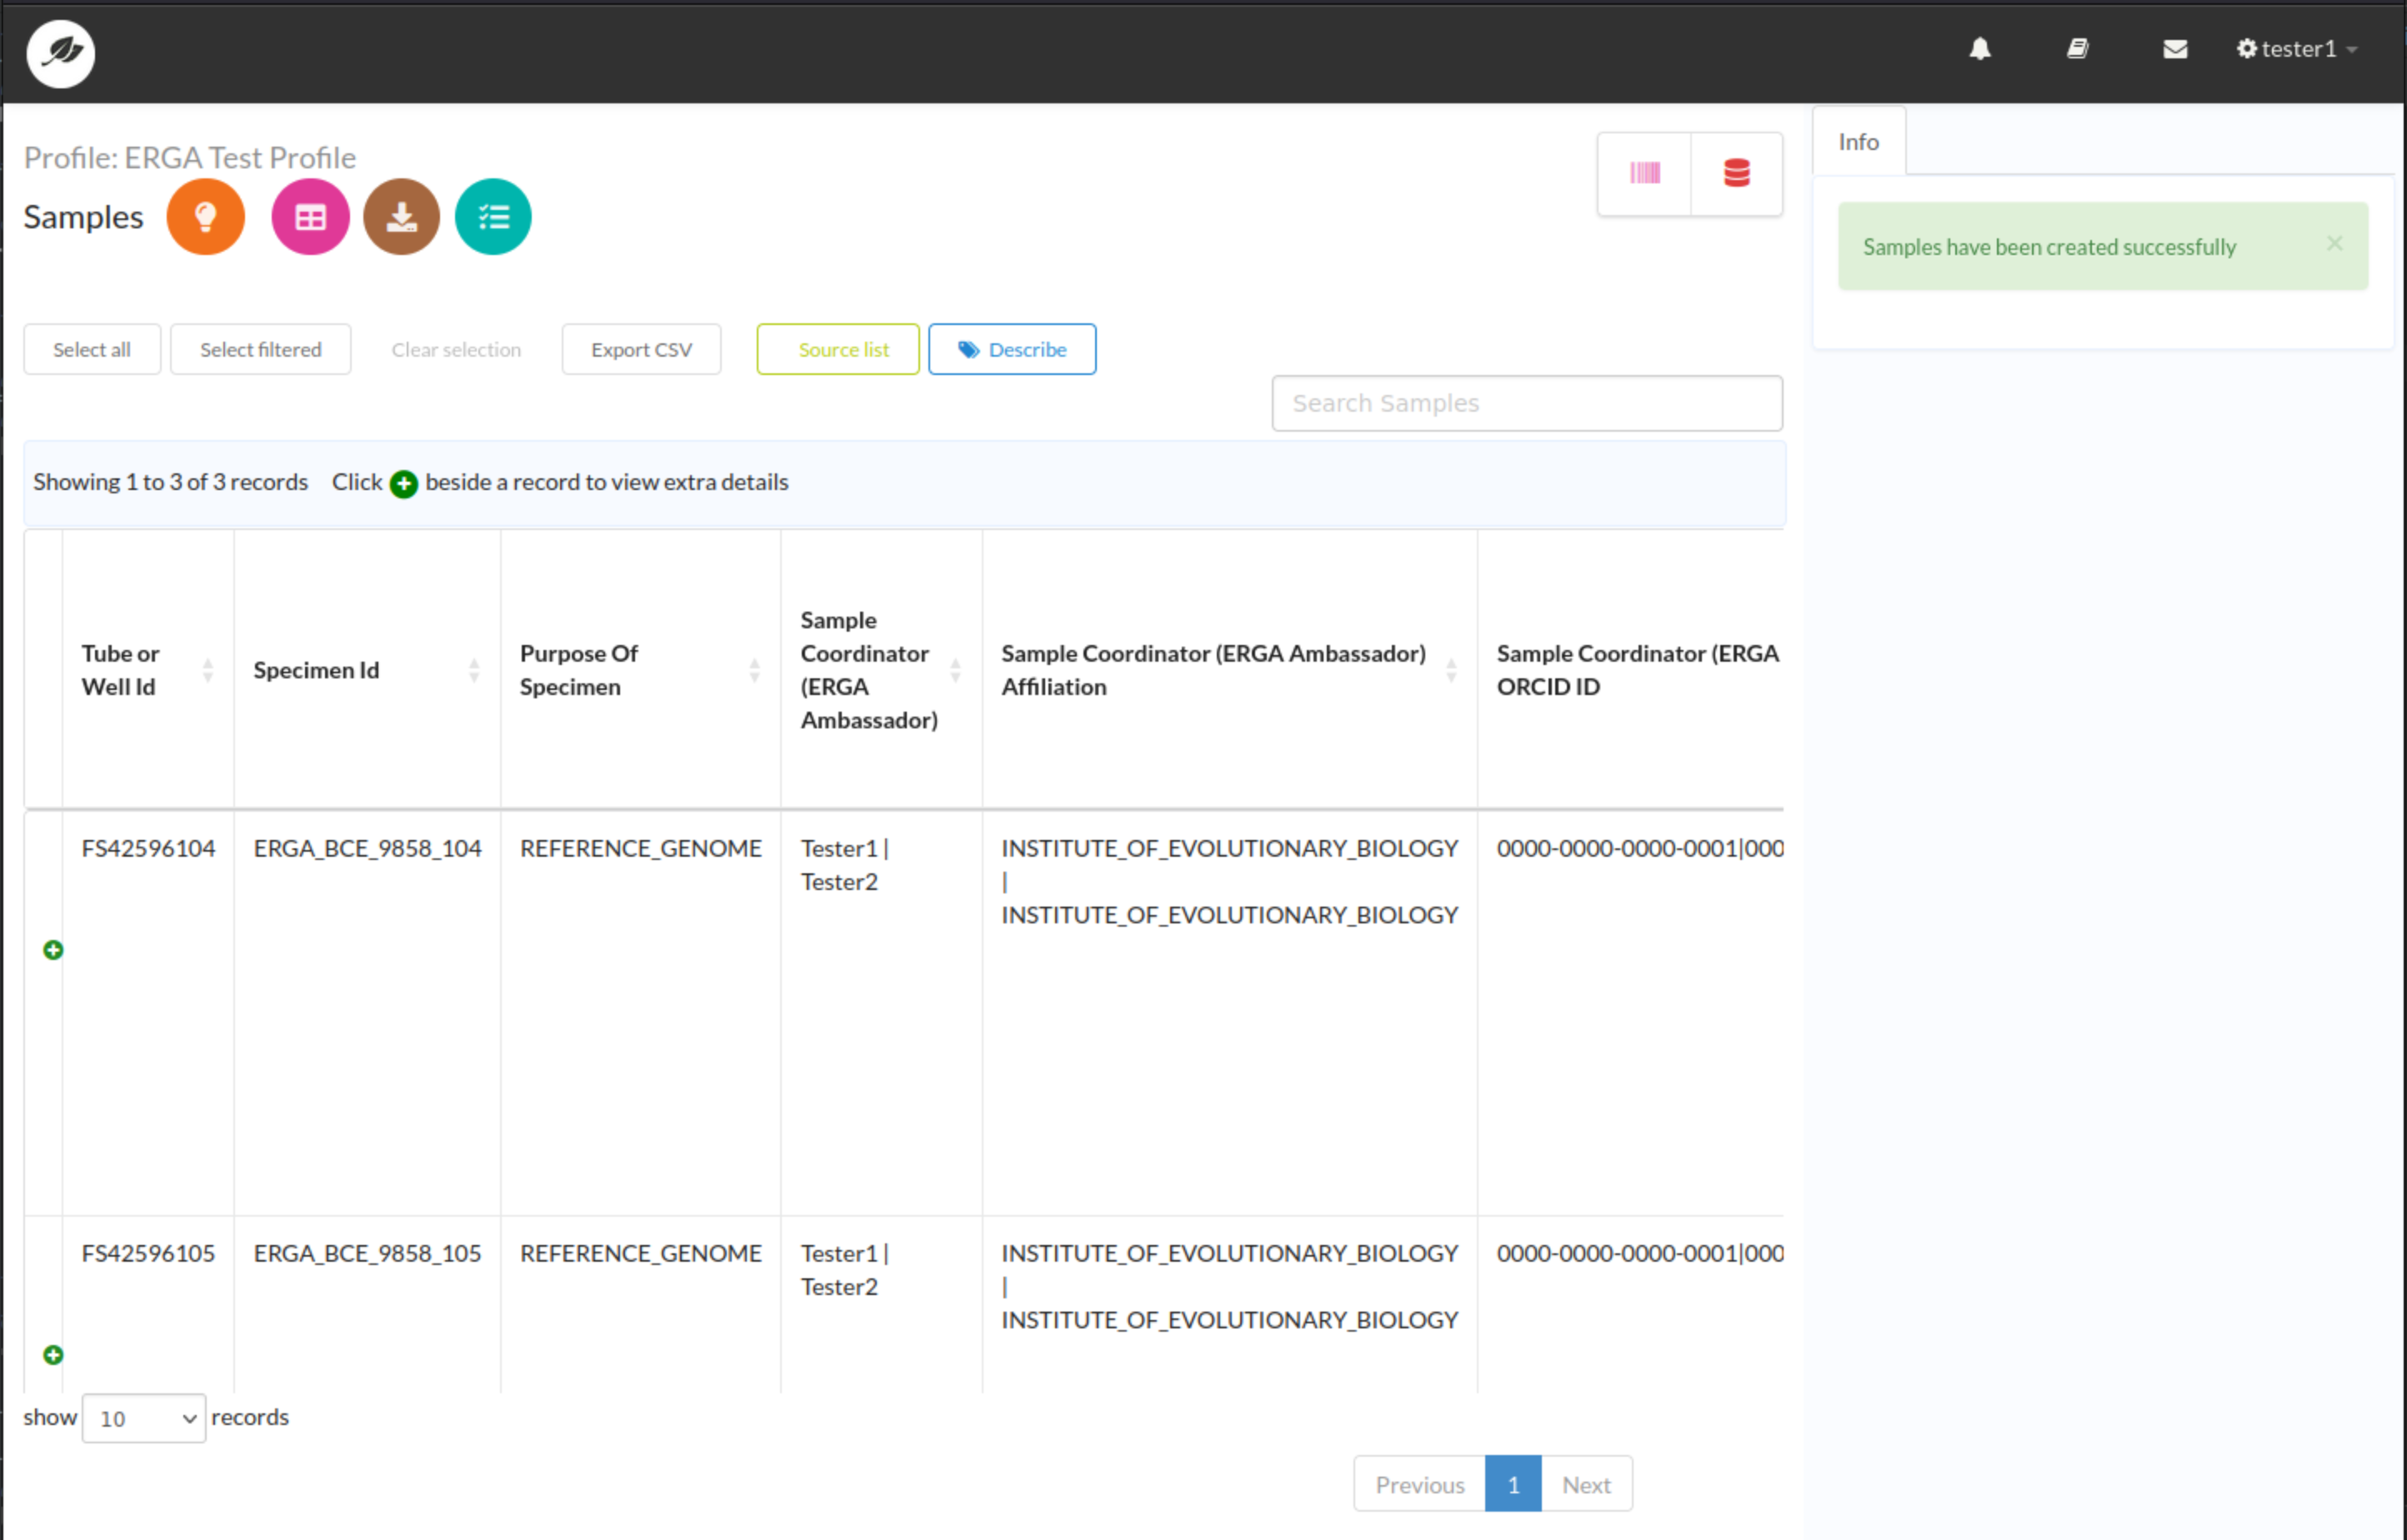 tester1
Profile: ERGA Test Profile
Samples
Info
Samples have been created successfully
Select all
Select filtered
Clear selection
Export CSV
Source list
Describe
Search Samples
Showing 1 to 3 of 3 records Click beside a record to view extra details
Tube or
Well Id
Specimen Id
Purpose Of
Specimen
Sample
Coordinator
(ERGA
Ambassador)
Sample Coordinator (ERGA Ambassador)
Affiliation
Sample Coordinator (ERGA
ORCID ID
FS42596104
ERGA_BCE_9858_104
REFERENCE_GENOME
Tester1 |
Tester2
INSTITUTE_OF_EVOLUTIONARY_BIOLOGY
|
INSTITUTE_OF_EVOLUTIONARY_BIOLOGY
0000-0000-0000-0001|000
FS42596105
ERGA_BCE_9858_105
REFERENCE_GENOME
Tester1 |
Tester2
INSTITUTE_OF_EVOLUTIONARY_BIOLOGY
|
INSTITUTE_OF_EVOLUTIONARY_BIOLOGY
0000-0000-0000-0001|000
show 10 records
Previous 1 Next